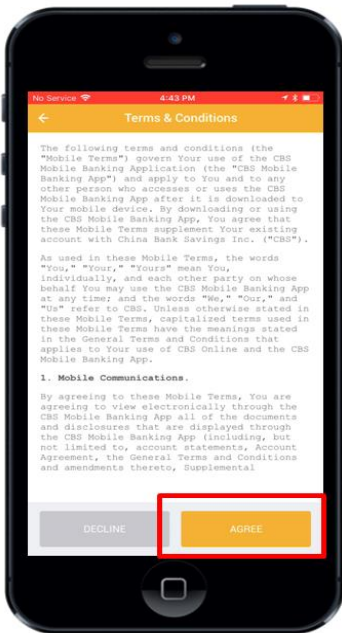 No Service 4:43 PM
Terms & Conditions
The following terms and conditions (the
"Mobile Terms") govern Your use of the CBS
Mobile Banking Application (the "CBS Mobile
Banking App") and apply to You and to any
other person who accesses or uses the CBS
Mobile Banking App after it is downloaded to
Your mobile device. By downloading or using
the CBS Mobile Banking App, You agree that
these Mobile Terms supplement Your existing
account with China Bank Savings Inc. ("CBS").
As used in these Mobile Terms, the words
"You," "Your," "Yours" mean You,
individually, and each other party on whose
behalf You may use the CBS Mobile Banking App
at any time; and the words "We," "Our," and
"Us" refer to CBS. Unless otherwise stated in
these Mobile Terms, capitalized terms used in
these Mobile Terms have the meanings stated
in the General Terms and Conditions that
applies to Your use of CBS Online and the CBS
Mobile Banking App.
1. Mobile Communications.
By agreeing to these Mobile Terms, You are
agreeing to view electronically through the
CBS Mobile Banking App all of the documents
and disclosures that are displayed through
the CBS Mobile Banking App (including, but
not limited to, account statements, Account
Agreement, the General Terms and Conditions
and amendments thereto, Supplemental
DECLINE AGREE